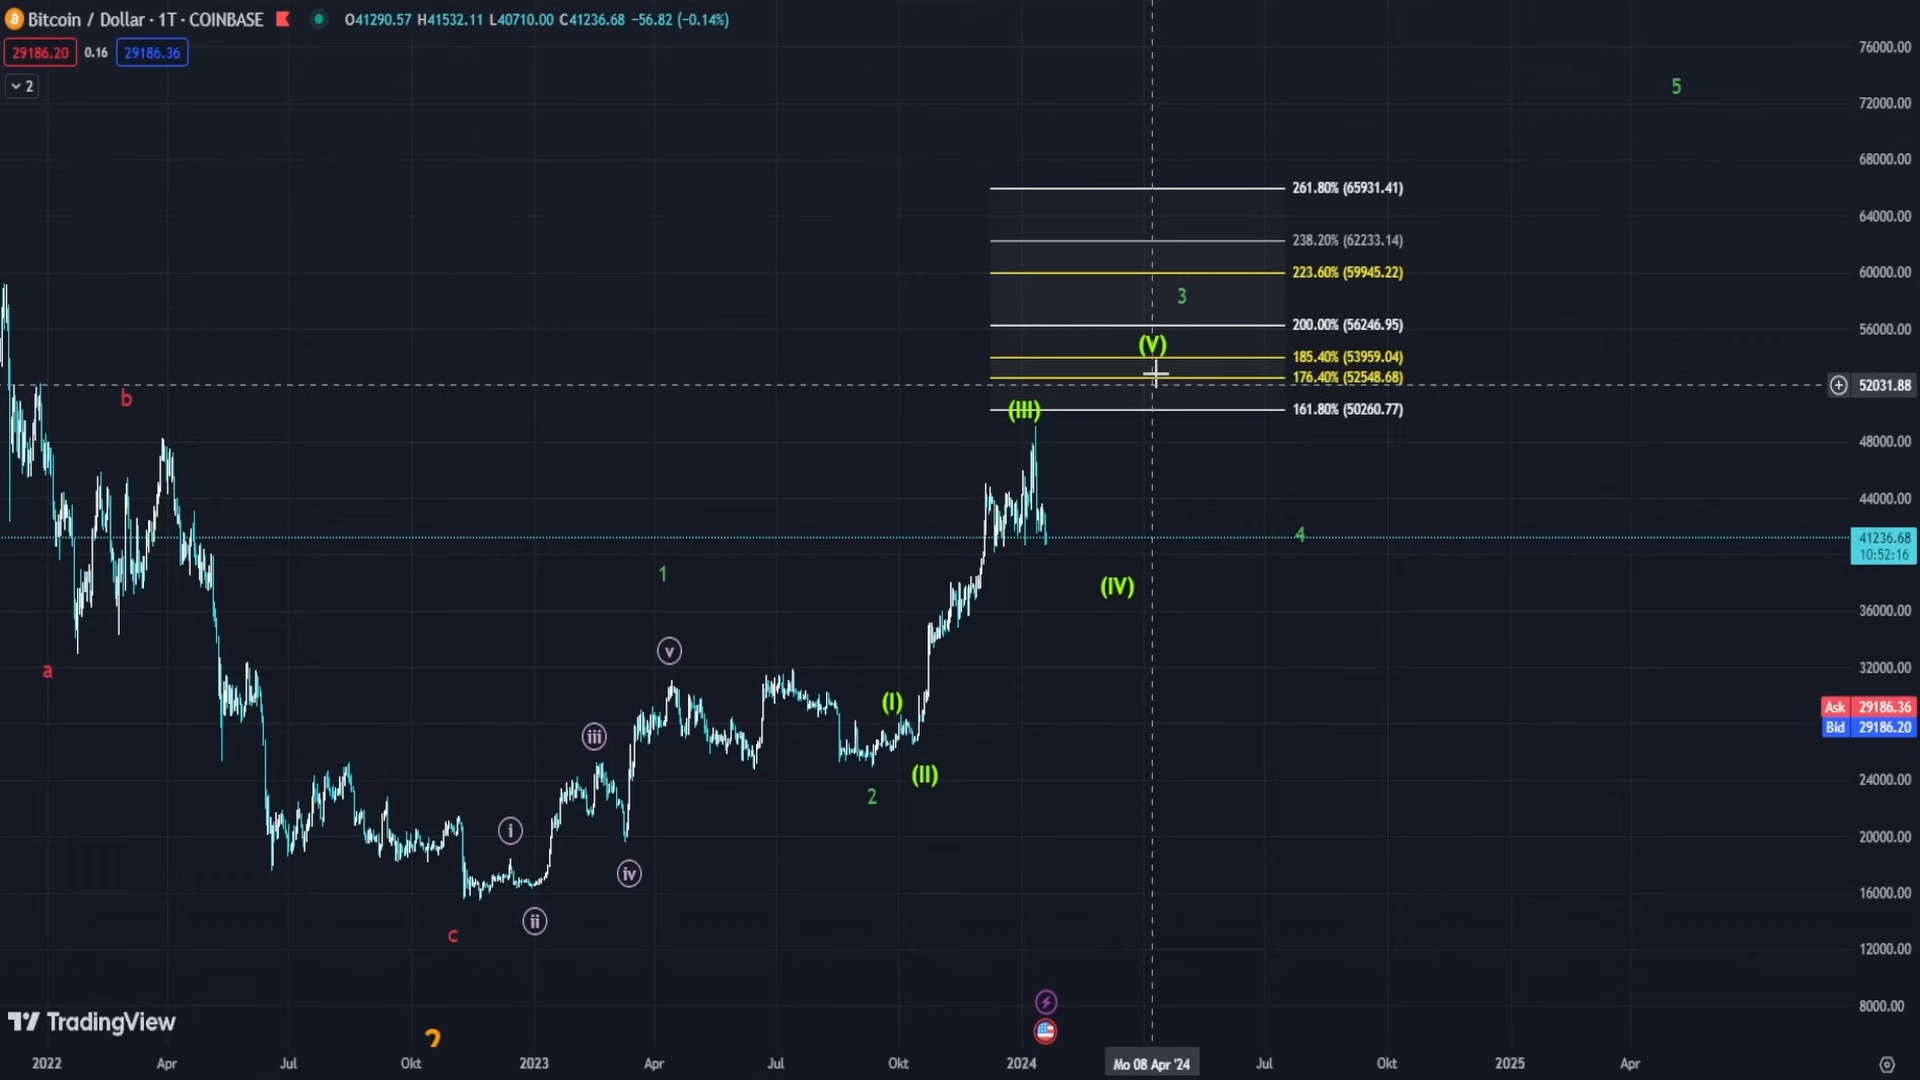 Bitcoin / Dollar · 1T · COINBASE O41290.57 H41532.11 L40710.00 C41236.68 −56.82 (−0.14%)
29186.20 0.16 29186.36
2
76000.00
5
72000.00
68000.00
261.80% (65931.41)
64000.00
238.20% (62233.14)
223.60% (59945.22)
60000.00
3
200.00% (56246.95)
56000.00
(V)
185.40% (53959.04)
176.40% (52548.68)
52031.88
b
(III)
161.80% (50260.77)
48000.00
44000.00
4
41236.68
10:52:16
1
(IV)
36000.00
v
a
32000.00
(I)
Ask 29186.36
Bid 29186.20
iii
(II)
24000.00
2
i
20000.00
iv
16000.00
ii
c
12000.00
8000.00
TradingView
2022 Apr Jul Okt 2023 Apr Jul Okt 2024 Mo 08 Apr '24 Jul Okt 2025 Apr